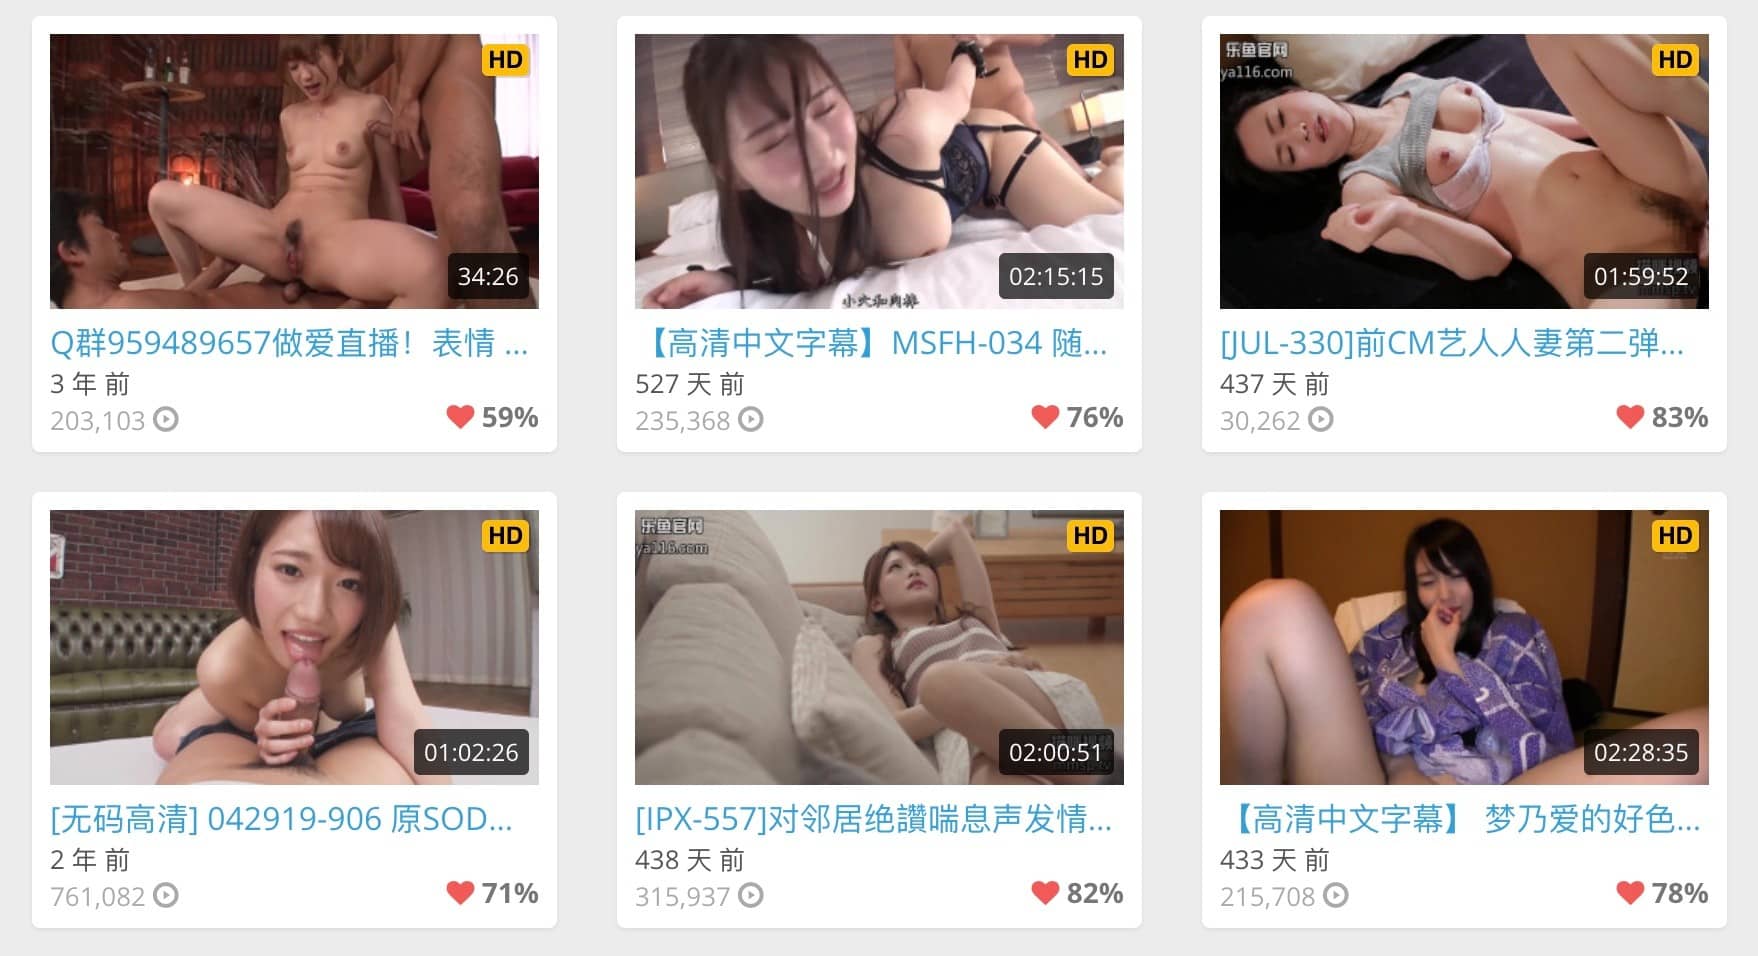 HD
34:26
Q群959489657做爱直播！表情 ...
3 年 前
203,103
59%
HD
小穴和肉棒
02:15:15
【高清中文字幕】MSFH-034 随...
527 天 前
235,368
76%
乐鱼官网
ya116.com
HD
01:59:52
[JUL-330]前CM艺人人妻第二弹...
437 天 前
30,262
83%
HD
01:02:26
[无码高清] 042919-906 原SOD...
2 年 前
761,082
71%
乐鱼官网
ya116.com
HD
02:00:51
[IPX-557]对邻居绝讚喘息声发情...
438 天 前
315,937
82%
HD
02:28:35
【高清中文字幕】 梦乃爱的好色...
433 天 前
215,708
78%